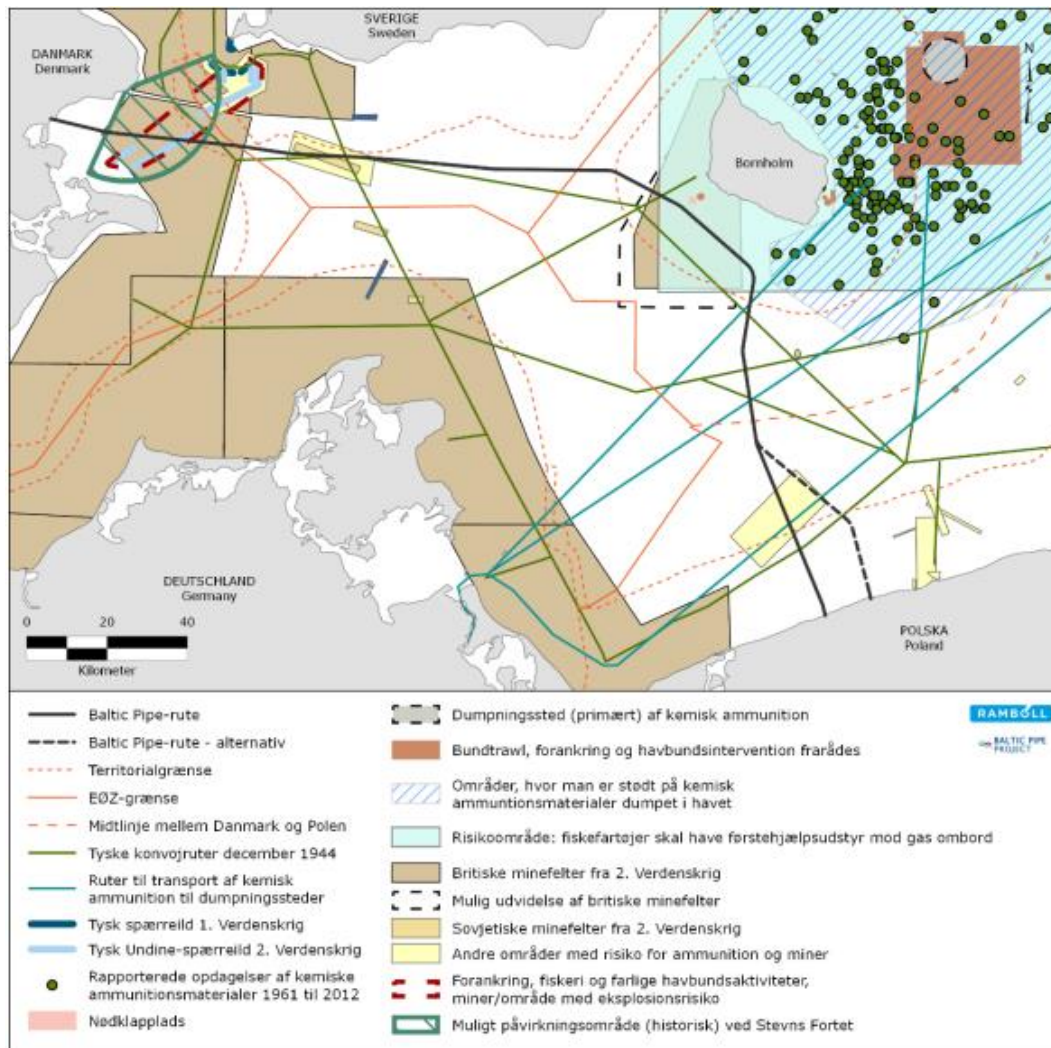 SVERIGE
Sweden
DANMARK
Denmark
N
Bornholm
DEUTSCHLAND
Germany
0 20 40
Kilometer
POLSKA
Poland
Baltic Pipe-rute
Baltic Pipe-rute - alternativ
Territorialgrænse
EØZ-grænse
Midtlinje mellem Danmark og Polen
Tyske konvojruter december 1944
Ruter til transport af kemisk
ammunition til dumpningssteder
Tysk spærreild 1. Verdenskrig
Tysk Undine-spærreild 2. Verdenskrig
Rapporterede opdagelser af kemiske
ammunitionsmaterialer 1961 til 2012
Nødklapplads
Dumpningssted (primært) af kemisk ammunition
Bundtrawl, forankring og havbundsintervention frarådes
Områder, hvor man er stødt på kemisk
ammuntionsmaterialer dumpet i havet
Risikoområde: fiskefartøjer skal have førstehjælpsudstyr mod gas ombord
Britiske minefelter fra 2. Verdenskrig
Mulig udvidelse af britiske minefelter
Sovjetiske minefelter fra 2. Verdenskrig
Andre områder med risiko for ammunition og miner
Forankring, fiskeri og farlige havbundsaktiviteter,
miner/område med eksplosionsrisiko
Muligt påvirkningsområde (historisk) ved Stevns Fortet
RAMBOLL
BALTIC PIPE
PROJECT